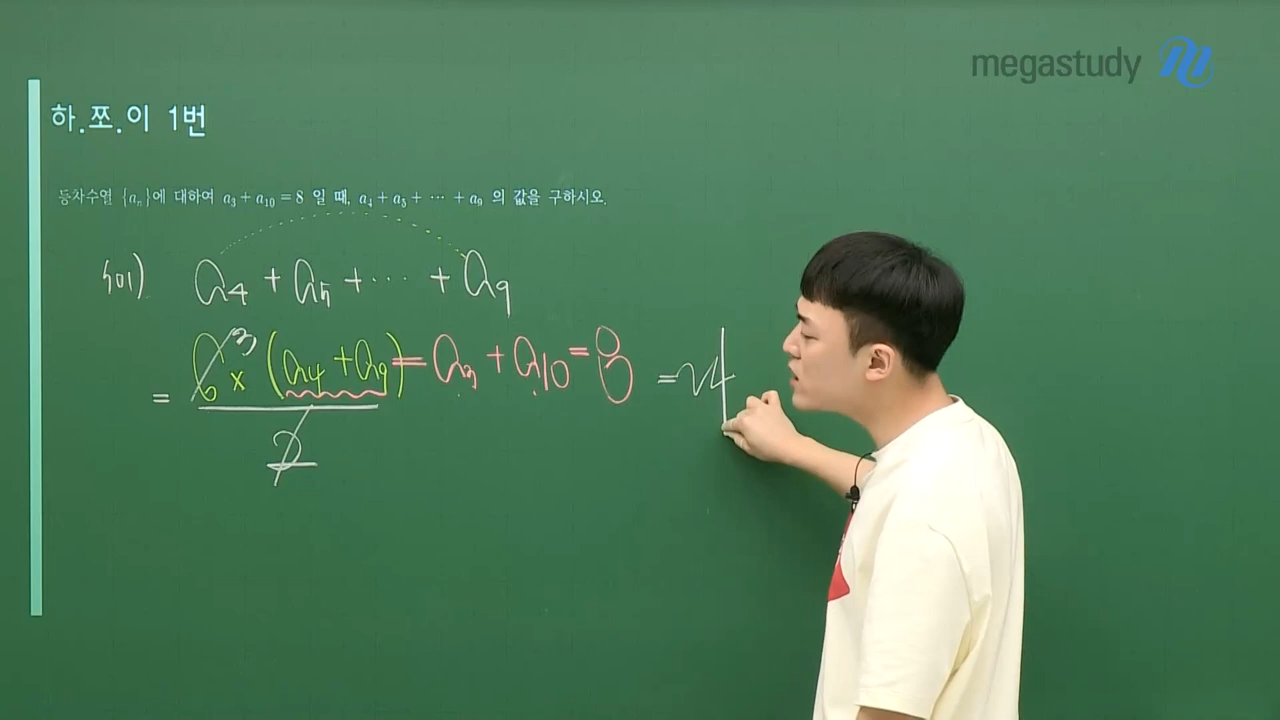 megastudy
하.쪼.이 1번
등차수열 {aₙ}에 대하여 a₃ + a₁₀ = 8 일 때, a₄ + a₅ + ⋯ + a₉ 의 값을 구하시오.
sol) a₄ + a₅ + ⋯ + a₉
= 6 3 × (a₄ + a₉) = a₃ + a₁₀ = 8 = 24
2